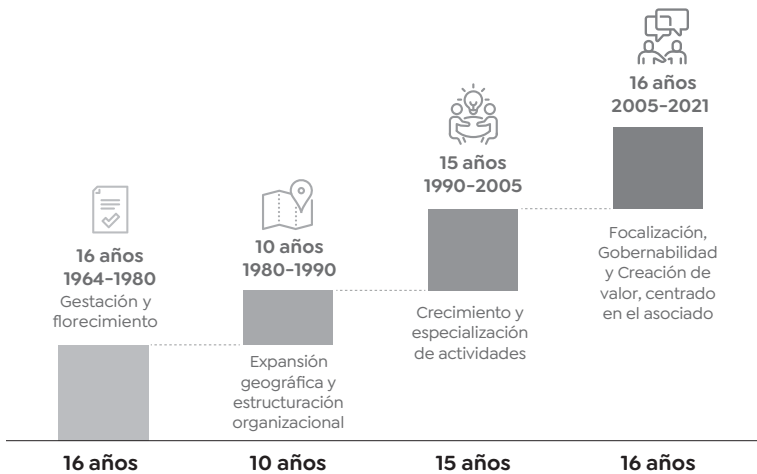 16 años
1964-1980
Gestación y
florecimiento
10 años
1980-1990
Expansión
geográfica y
estructuración
organizacional
15 años
1990-2005
Crecimiento y
especialización
de actividades
16 años
2005-2021
Focalización,
Gobernabilidad
y Creación de
valor, centrado
en el asociado
16 años
10 años
15 años
16 años